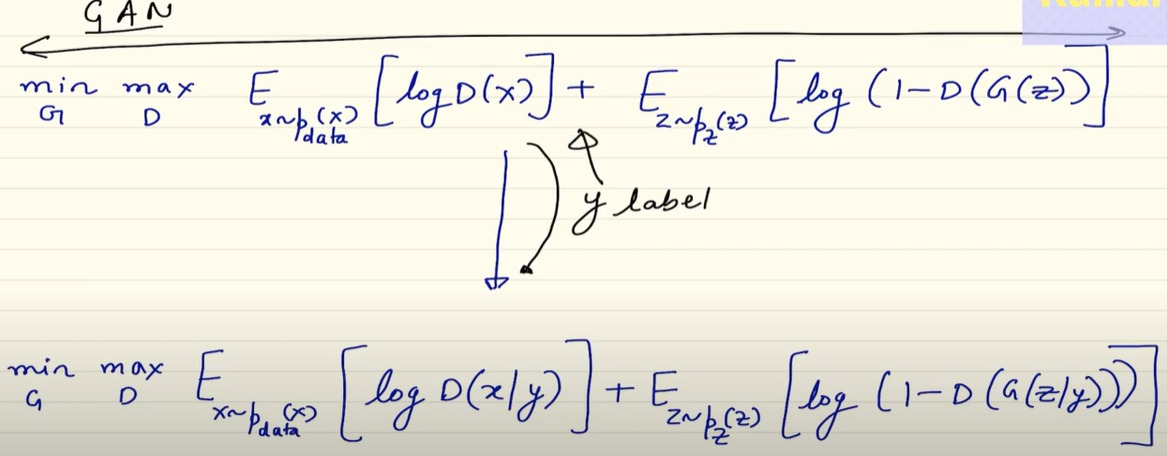 GAN
min max E [log D(x)] + E [log (1-D(G(z))]
G D x~p_data(x) z~p_z(z)
y label
min max E [log D(x/y)] + E [log (1-D(G(z/y)))]
G D x~p_data(x) z~p_z(z)